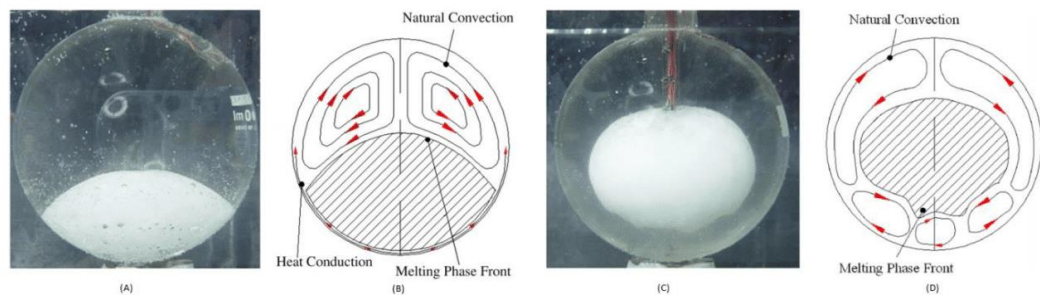 Natural Convection
Heat Conduction
Melting Phase Front
Natural Convection
Melting Phase Front
(A)
(B)
(C)
(D)